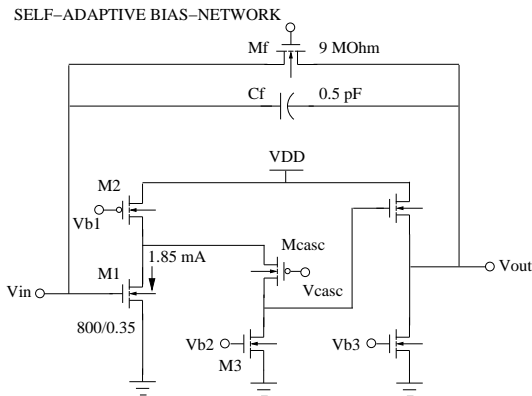 SELF−ADAPTIVE BIAS−NETWORK
Mf
9 MOhm
Cf
0.5 pF
VDD
M2
Vb1
Mcasc
1.85 mA
M1
Vin
Vcasc
Vout
800/0.35
Vb2
Vb3
M3